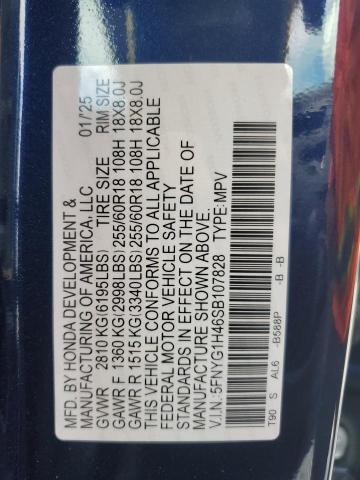 MFD. BY HONDA DEVELOPMENT &
MANUFACTURING OF AMERICA, LLC 01/'25
GVWR 2810 KG(6195LBS) TIRE SIZE RIM SIZE
GAWR F 1360 KG(2998LBS)255/60R18 108H 18X8.0J
GAWR R 1515 KG(3340LBS)255/60R18 108H 18X8.0J
THIS VEHICLE CONFORMS TO ALL APPLICABLE
FEDERAL MOTOR VEHICLE SAFETY
STANDARDS IN EFFECT ON THE DATE OF
MANUFACTURE SHOWN ABOVE.
V.I.N.:5FNYG1H46SB107828 TYPE:MPV
T90 S AL6 -B588P -B -B